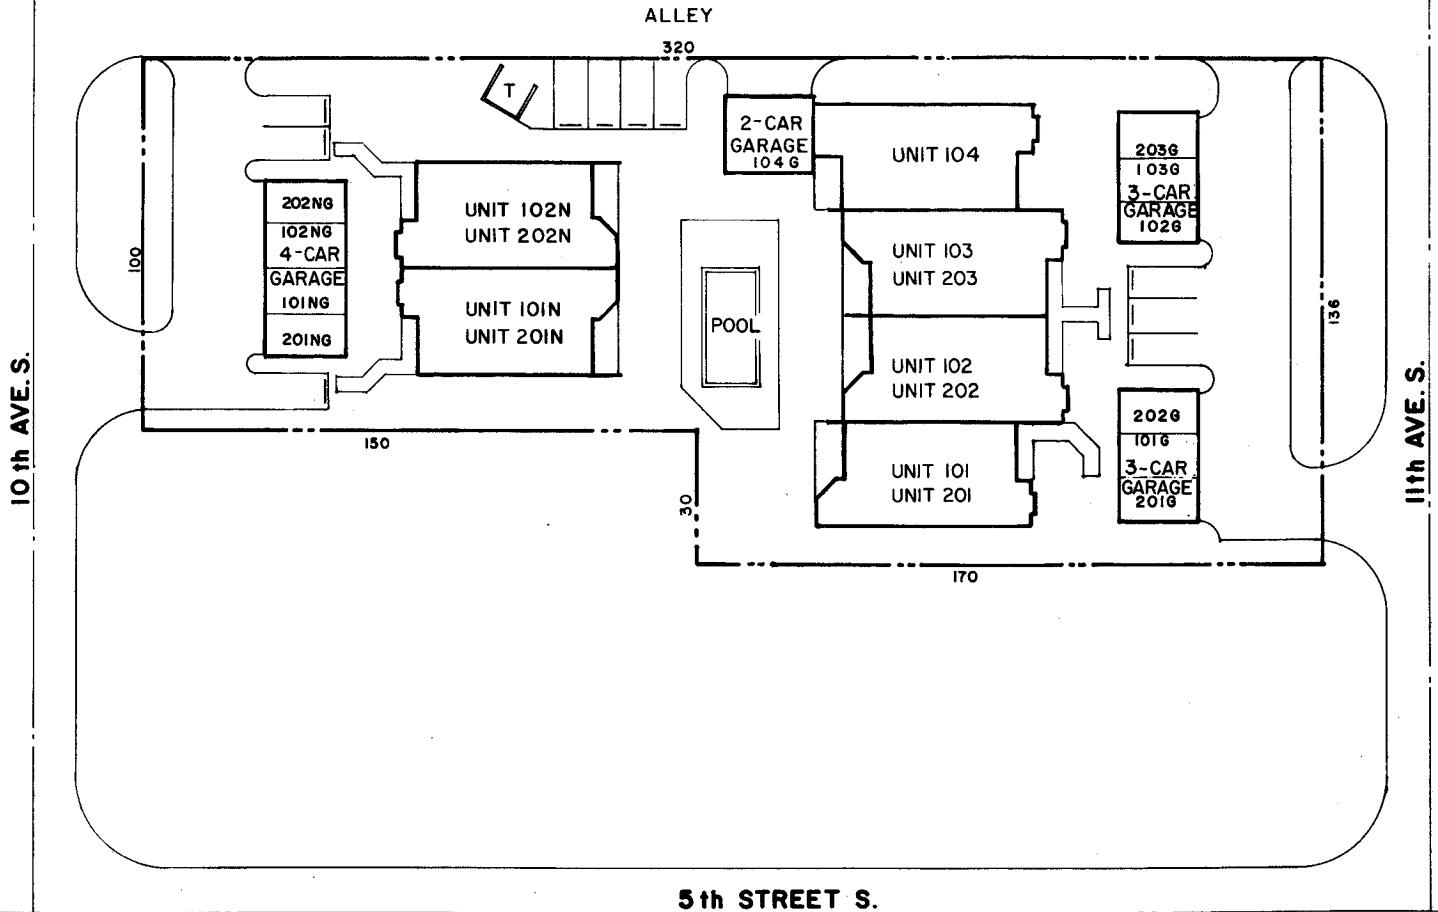 ALLEY
320
T
2-CAR
GARAGE
104G
UNIT 104
203G
103G
3-CAR
GARAGE
102G
202NG
102NG
4-CAR
GARAGE
101NG
201NG
UNIT 102N
UNIT 202N
UNIT 101N
UNIT 201N
UNIT 103
UNIT 203
POOL
UNIT 102
UNIT 202
202G
101G
3-CAR
GARAGE
201G
UNIT 101
UNIT 201
100
136
150
30
170
10th AVE. S.
11th AVE. S.
5th STREET S.